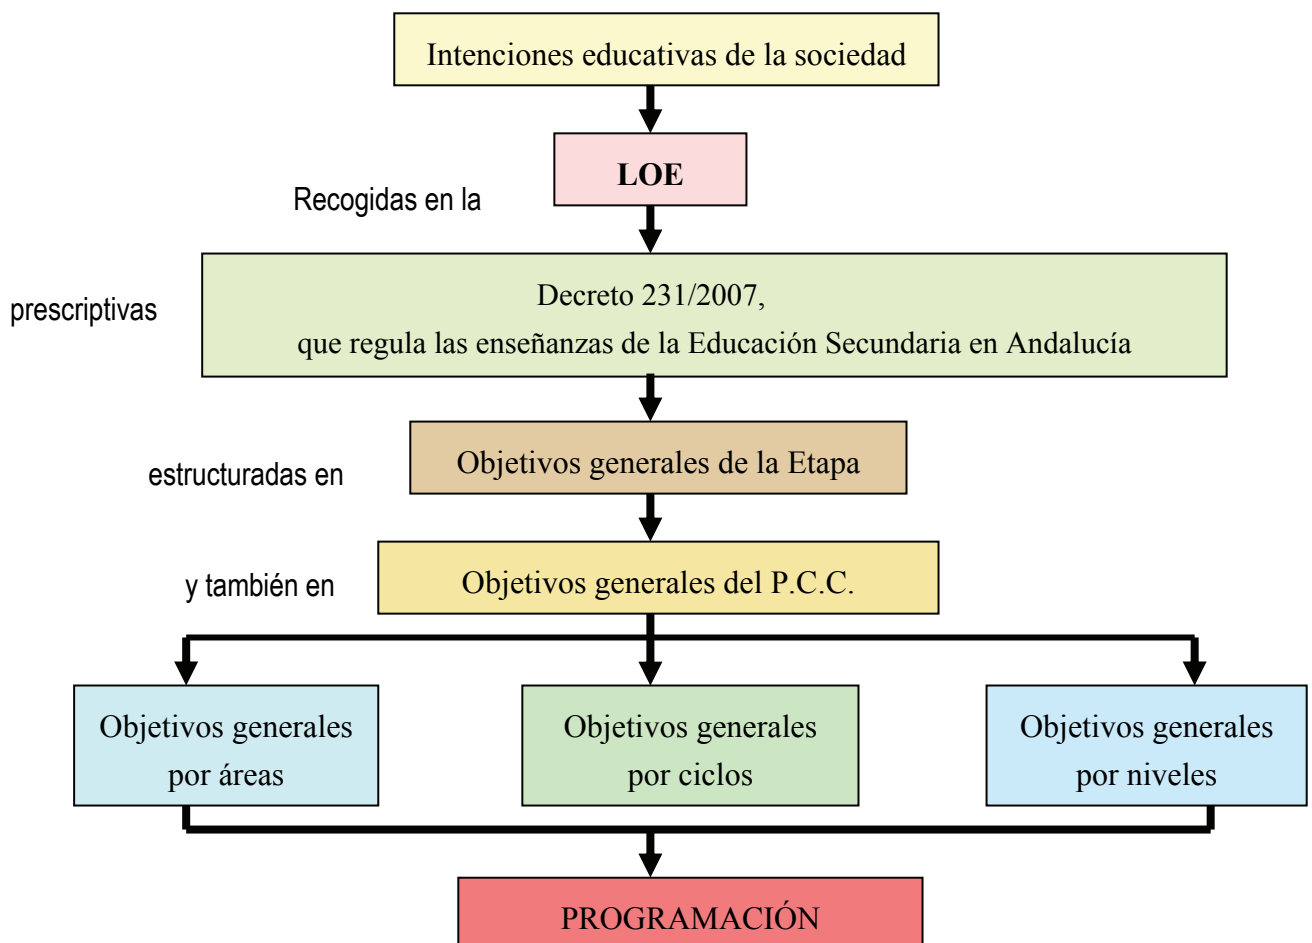 Intenciones educativas de la sociedad
LOE
Recogidas en la
prescriptivas
Decreto 231/2007,
que regula las enseñanzas de la Educación Secundaria en Andalucía
estructuradas en
Objetivos generales de la Etapa
y también en
Objetivos generales del P.C.C.
Objetivos generales
por áreas
Objetivos generales
por ciclos
Objetivos generales
por niveles
PROGRAMACIÓN